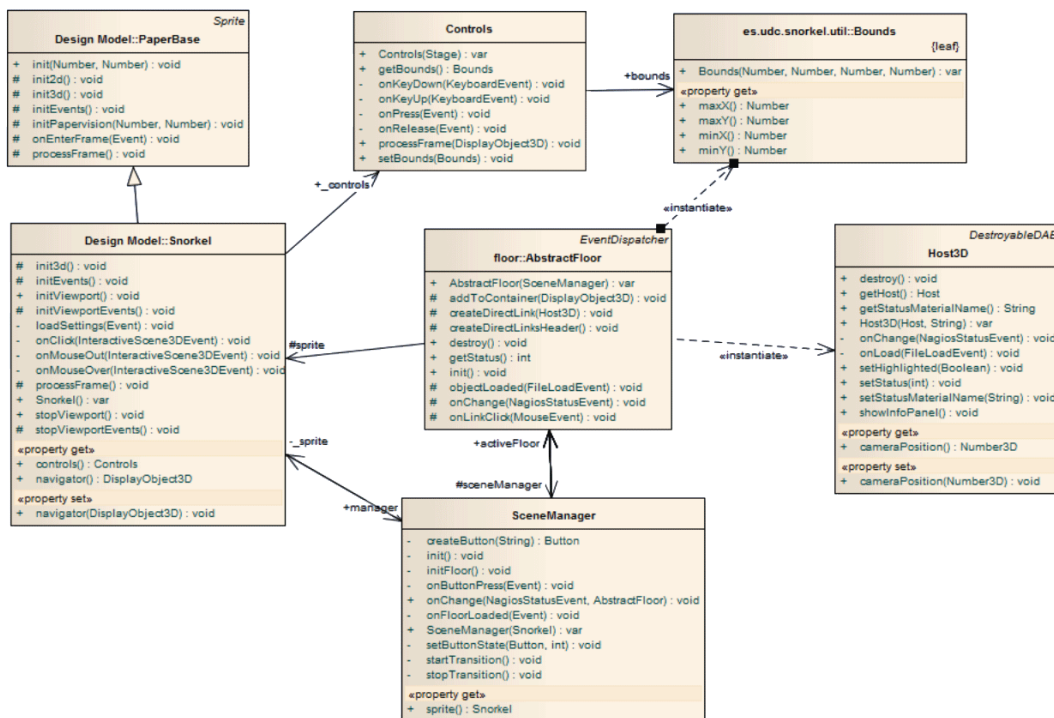 Sprite
Design Model::PaperBase
+ init(Number, Number) : void
# init2d() : void
# init3d() : void
# initEvents() : void
# initPapervision(Number, Number) : void
# onEnterFrame(Event) : void
# processFrame() : void
Controls
+ Controls(Stage) : var
+ getBounds() : Bounds
- onKeyDown(KeyboardEvent) : void
- onKeyUp(KeyboardEvent) : void
- onPress(Event) : void
- onRelease(Event) : void
+ processFrame(DisplayObject3D) : void
+ setBounds(Bounds) : void
+bounds
es.udc.snorkel.util::Bounds
{leaf}
+ Bounds(Number, Number, Number, Number) : var
«property get»
+ maxX() : Number
+ maxY() : Number
+ minX() : Number
+ minY() : Number
+_controls
«instantiate»
Design Model::Snorkel
# init3d() : void
# initEvents() : void
+ initViewport() : void
# initViewportEvents() : void
- loadSettings(Event) : void
- onClick(InteractiveScene3DEvent) : void
- onMouseOut(InteractiveScene3DEvent) : void
- onMouseOver(InteractiveScene3DEvent) : void
# processFrame() : void
+ Snorkel() : var
+ stopViewport() : void
# stopViewportEvents() : void
«property get»
+ controls() : Controls
+ navigator() : DisplayObject3D
«property set»
+ navigator(DisplayObject3D) : void
#sprite
EventDispatcher
floor::AbstractFloor
+ AbstractFloor(SceneManager) : var
# addToContainer(DisplayObject3D) : void
# createDirectLink(Host3D) : void
# createDirectLinksHeader() : void
+ destroy() : void
+ getStatus() : int
+ init() : void
# objectLoaded(FileLoadEvent) : void
# onChange(NagiosStatusEvent) : void
# onLinkClick(MouseEvent) : void
«instantiate»
DestroyableDAE
Host3D
+ destroy() : void
+ getHost() : Host
+ getStatusMaterialName() : String
+ Host3D(Host, String) : var
- onChange(NagiosStatusEvent) : void
- onLoad(FileLoadEvent) : void
+ setHighlighted(Boolean) : void
+ setStatus(int) : void
+ setStatusMaterialName(String) : void
+ showInfoPanel() : void
«property get»
+ cameraPosition() : Number3D
«property set»
+ cameraPosition(Number3D) : void
-_sprite
+manager
+activeFloor
#sceneManager
SceneManager
- createButton(String) : Button
- init() : void
- initFloor() : void
- onButtonPress(Event) : void
+ onChange(NagiosStatusEvent, AbstractFloor) : void
- onFloorLoaded(Event) : void
+ SceneManager(Snorkel) : var
- setButtonState(Button, int) : void
- startTransition() : void
- stopTransition() : void
«property get»
+ sprite() : Snorkel